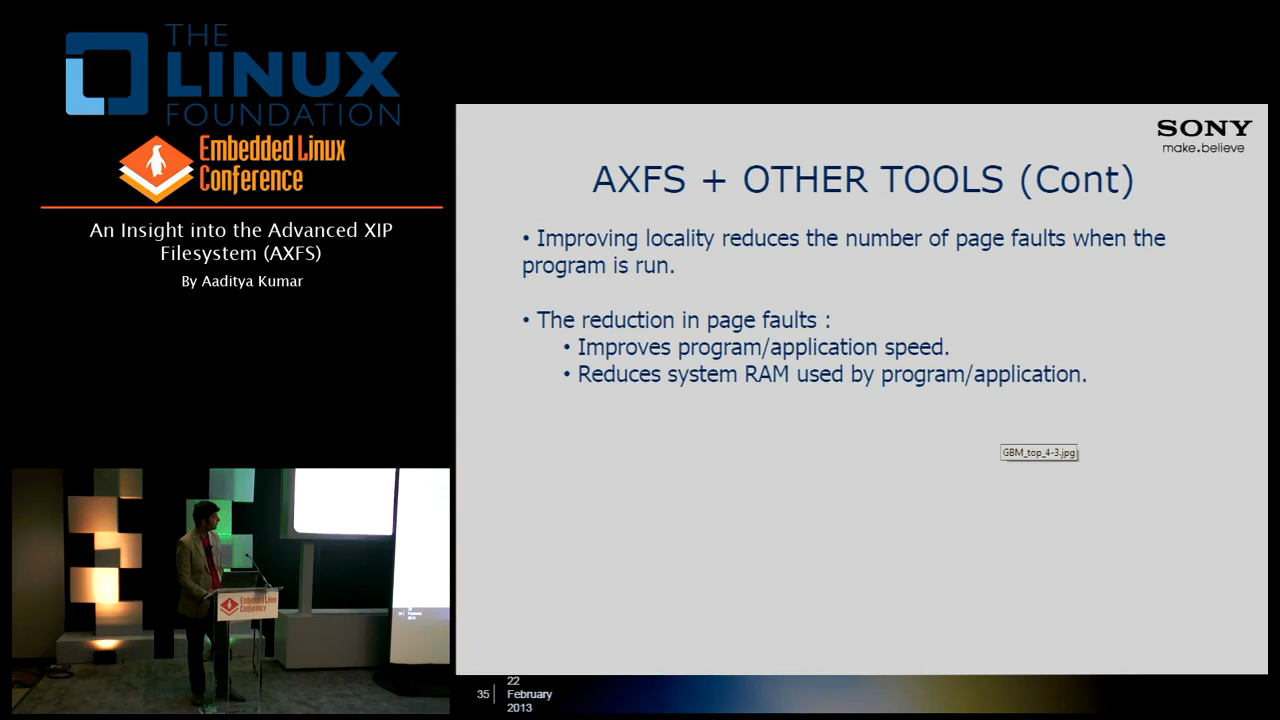 THE
LINUX
FOUNDATION
Embedded Linux
Conference
An Insight into the Advanced XIP
Filesystem (AXFS)
By Aaditya Kumar
SONY
make.believe
AXFS + OTHER TOOLS (Cont)
• Improving locality reduces the number of page faults when the
program is run.
• The reduction in page faults :
• Improves program/application speed.
• Reduces system RAM used by program/application.
GBM_top_4-3.jpg
Embedded Linux
Conference
35
22
February
2013